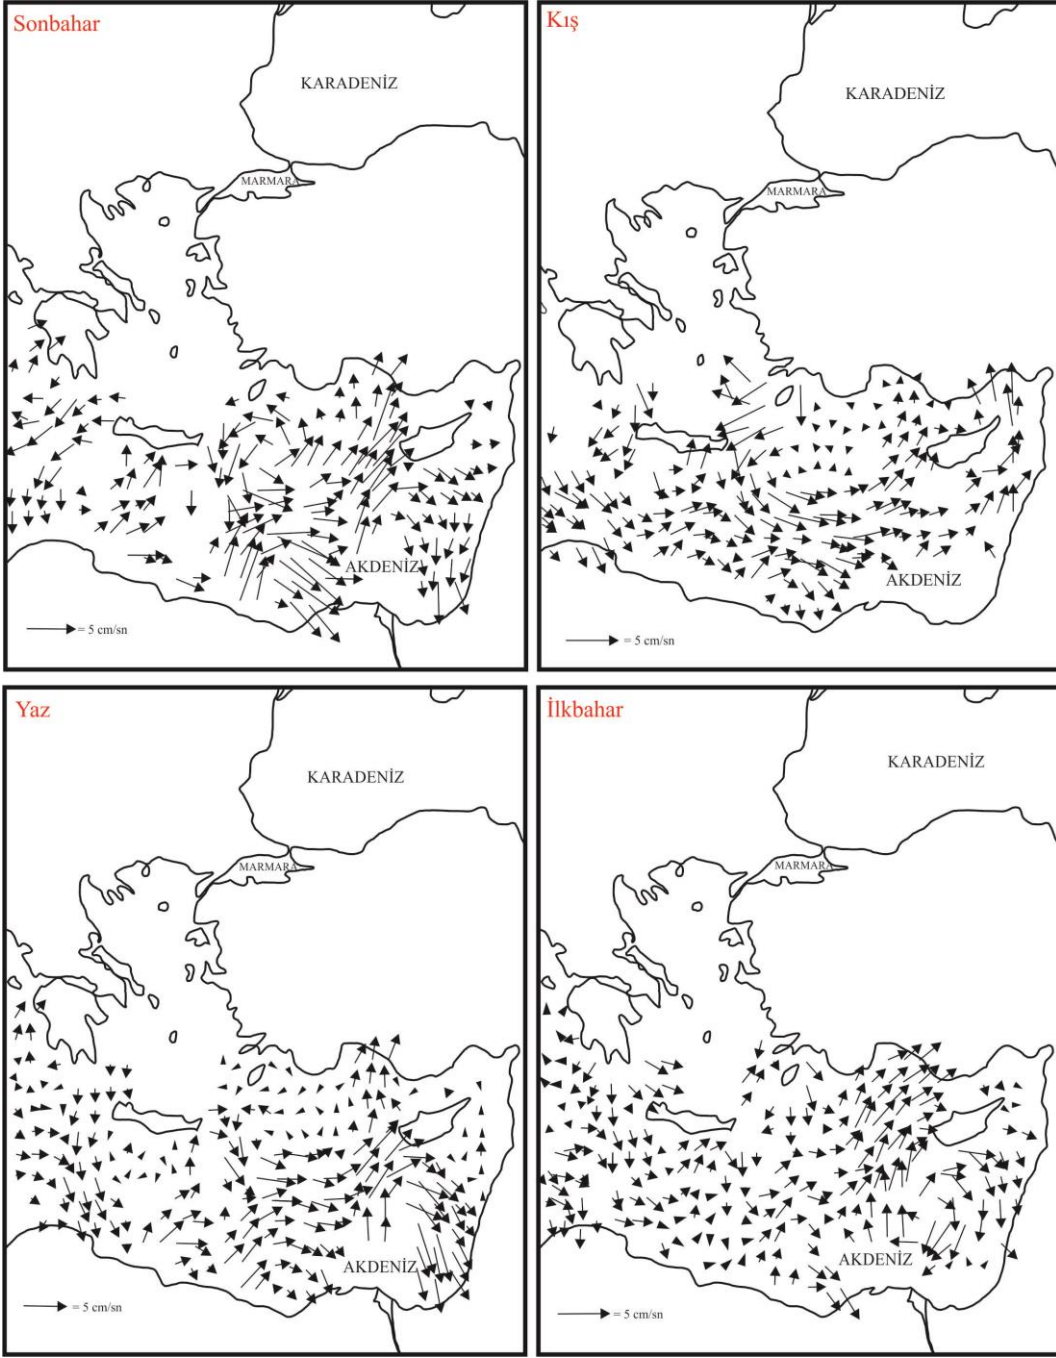 Sonbahar
KARADENİZ
MARMARA
AKDENİZ
= 5 cm/sn
Kış
KARADENİZ
MARMARA
AKDENİZ
= 5 cm/sn
Yaz
KARADENİZ
MARMARA
AKDENİZ
= 5 cm/sn
İlkbahar
KARADENİZ
MARMARA
AKDENİZ
= 5 cm/sn